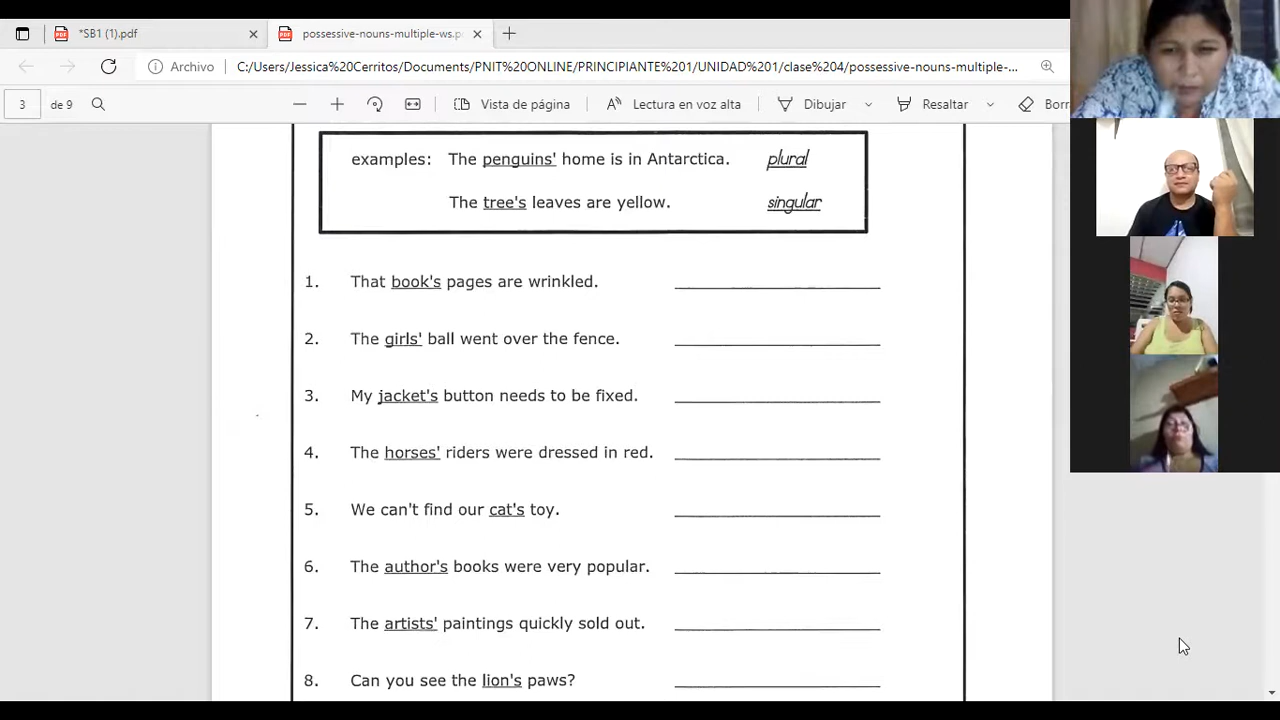 *SB1 (1).pdf
possessive-nouns-multiple-ws.p
Archivo C:/Users/Jessica%20Cerritos/Documents/PNIT%20ONLINE/PRINCIPIANTE%201/UNIDAD%201/clase%204/possessive-nouns-multiple-...
3 de 9 Vista de página Lectura en voz alta Dibujar Resaltar Borr
examples: The penguins' home is in Antarctica. plural
The tree's leaves are yellow. singular
1. That book's pages are wrinkled.
2. The girls' ball went over the fence.
3. My jacket's button needs to be fixed.
4. The horses' riders were dressed in red.
5. We can't find our cat's toy.
6. The author's books were very popular.
7. The artists' paintings quickly sold out.
8. Can you see the lion's paws?